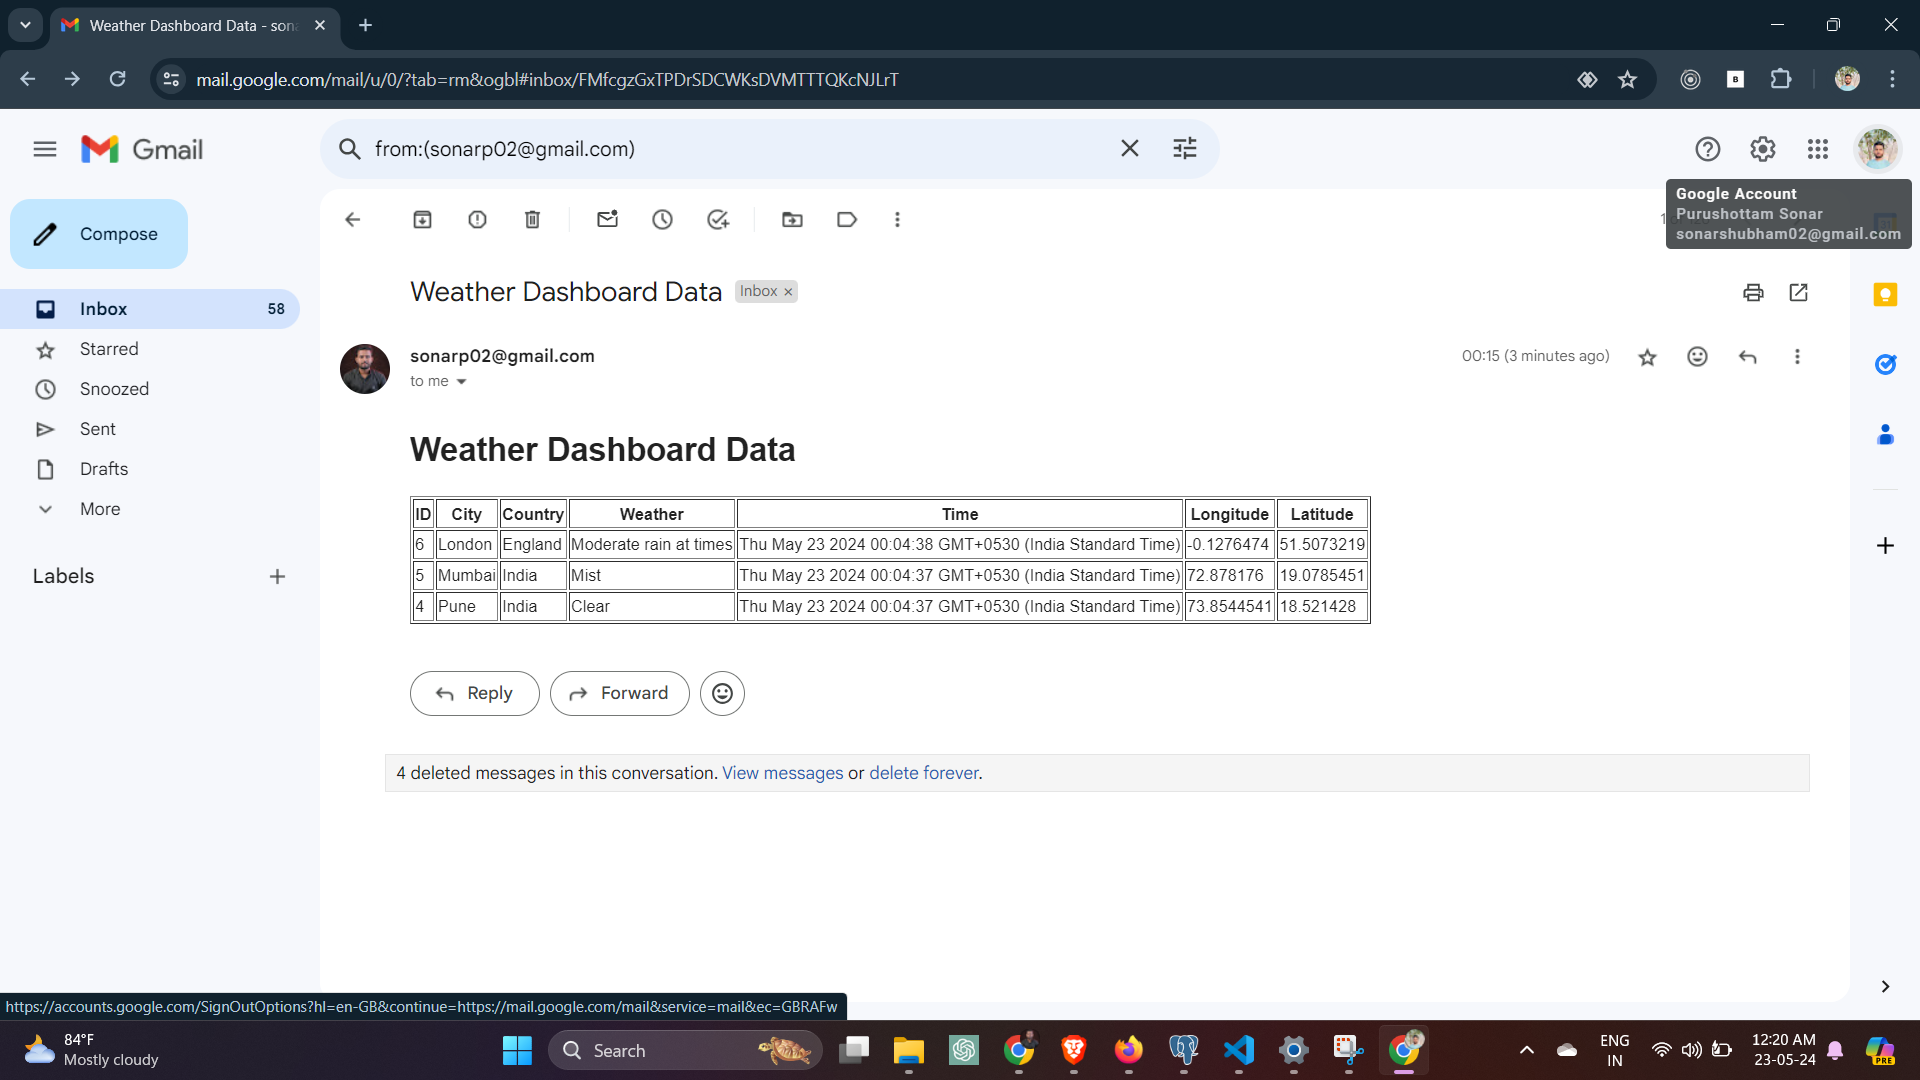 Weather Dashboard Data - son
mail.google.com/mail/u/0/?tab=rm&ogbl#inbox/FMfcgzGxTPDrSDCWKsDVMTTTQKcNJLrT
Gmail
from:(sonarp02@gmail.com)
Google Account
Purushottam Sonar
sonarshubham02@gmail.com
Compose
Inbox 58
Starred
Snoozed
Sent
Drafts
More
Labels
Weather Dashboard Data Inbox ×
sonarp02@gmail.com 00:15 (3 minutes ago)
to me
Weather Dashboard Data
ID City Country Weather Time Longitude Latitude
6 London England Moderate rain at times Thu May 23 2024 00:04:38 GMT+0530 (India Standard Time) -0.1276474 51.5073219
5 Mumbai India Mist Thu May 23 2024 00:04:37 GMT+0530 (India Standard Time) 72.878176 19.0785451
4 Pune India Clear Thu May 23 2024 00:04:37 GMT+0530 (India Standard Time) 73.8544541 18.521428
Reply Forward
4 deleted messages in this conversation. View messages or delete forever.
https://accounts.google.com/SignOutOptions?hl=en-GB&continue=https://mail.google.com/mail&service=mail&ec=GBRAFw
84°F
Mostly cloudy
Search
ENG
IN
12:20 AM
23-05-24
PRE